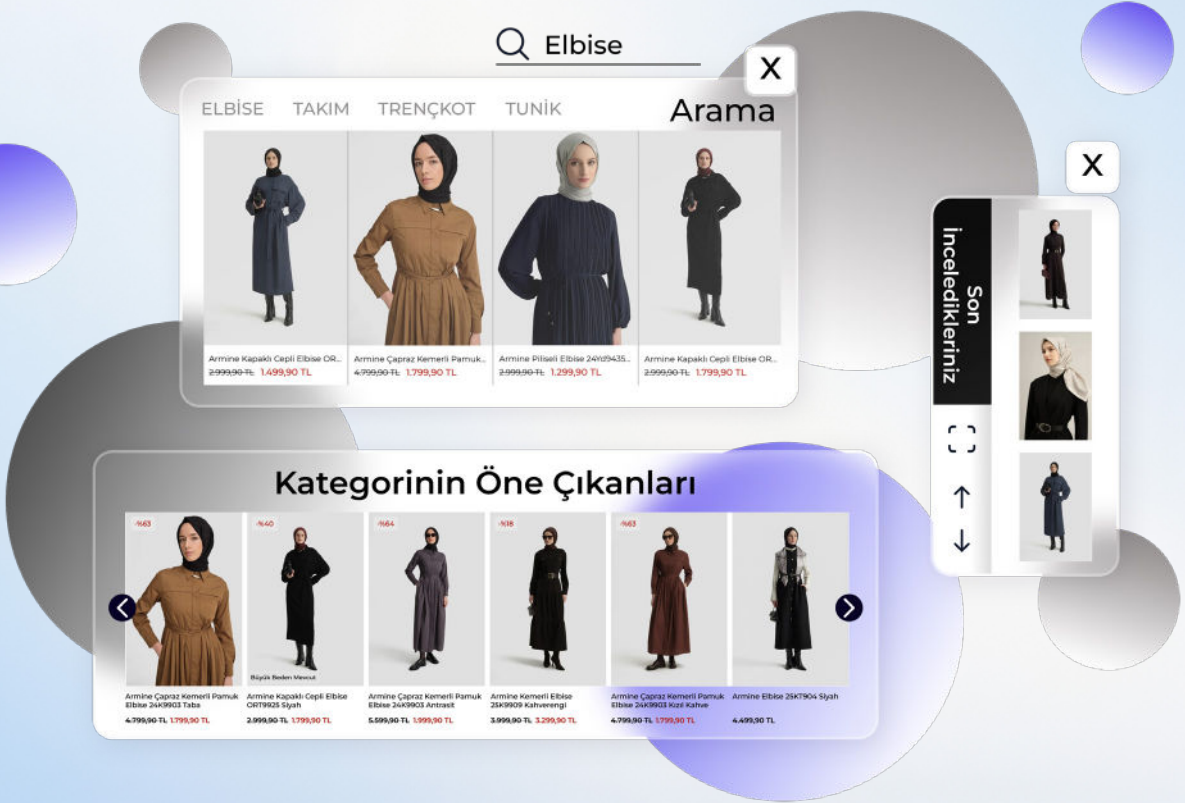 Elbise
X
ELBİSE TAKIM TRENÇKOT TUNİK
Arama
Armine Kapaklı Cepli Elbise OR...
2.999,90 TL 1.499,90 TL
Armine Çapraz Kemerli Pamuk...
4.799,90 TL 1.799,90 TL
Armine Piliseli Elbise 24Yd9435...
2.999,90 TL 1.299,90 TL
Armine Kapaklı Cepli Elbise OR...
2.999,90 TL 1.799,90 TL
X
Son
İnceledikleriniz
Kategorinin Öne Çıkanları
-%63
Armine Çapraz Kemerli Pamuk
Elbise 24K9903 Taba
4.799,90 TL 1.799,90 TL
-%40
Büyük Beden Mevcut
Armine Kapaklı Cepli Elbise
ORT9925 Siyah
2.999,90 TL 1.799,90 TL
-%64
Armine Çapraz Kemerli Pamuk
Elbise 24K9903 Antrasit
5.599,90 TL 1.999,90 TL
-%18
Armine Kemerli Elbise
25K9909 Kahverengi
3.999,90 TL 3.299,90 TL
-%63
Armine Çapraz Kemerli Pamuk
Elbise 24K9903 Kızıl Kahve
4.799,90 TL 1.799,90 TL
Armine Elbise 25KT904 Siyah
4.499,90 TL